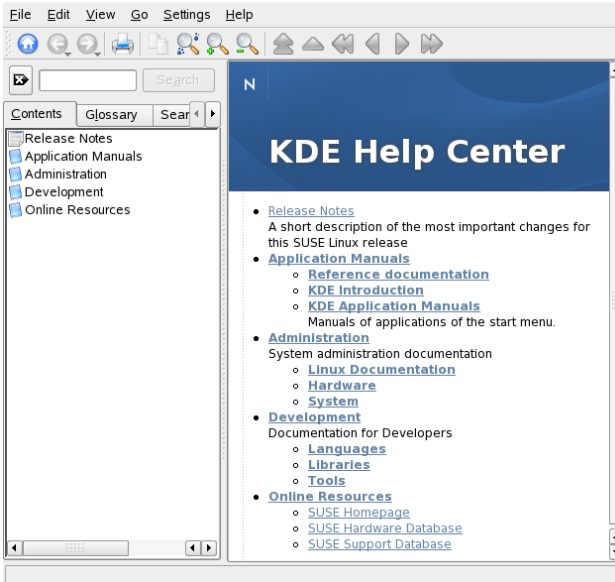 File Edit View Go Settings Help
Search
Contents Glossary Sear
Release Notes
Application Manuals
Administration
Development
Online Resources
N
KDE Help Center
Release Notes
A short description of the most important changes for
this SUSE Linux release
Application Manuals
Reference documentation
KDE Introduction
KDE Application Manuals
Manuals of applications of the start menu.
Administration
System administration documentation
Linux Documentation
Hardware
System
Development
Documentation for Developers
Languages
Libraries
Tools
Online Resources
SUSE Homepage
SUSE Hardware Database
SUSE Support Database